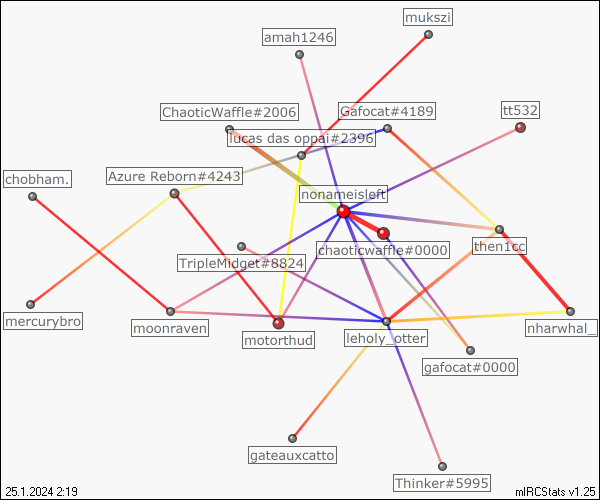 mukszi
amah1246
ChaoticWaffle#2006
Gafocat#4189
tt532
lucas das oppai#2396
chobham.
Azure Reborn#4243
nonameisleft
chaoticwaffle#0000
then1cc
TripleMidget#8824
mercurybro
moonraven
motorthud
leholy_otter
nharwhal_
gafocat#0000
gateauxcatto
Thinker#5995
25.1.2024 2:19
mIRCStats v1.25